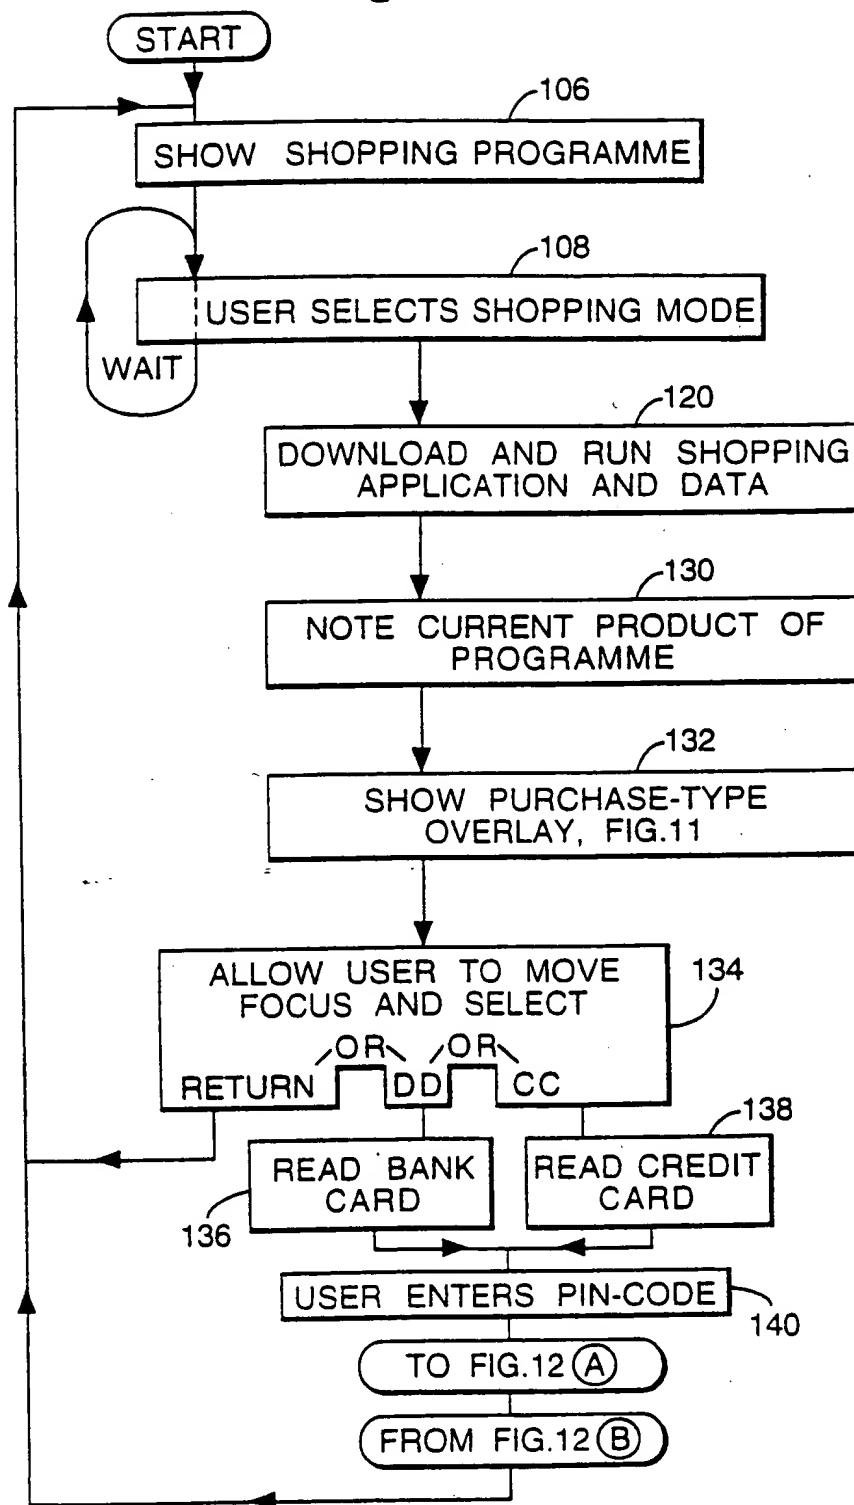 START
106
SHOW SHOPPING PROGRAMME
108
USER SELECTS SHOPPING MODE
WAIT
120
DOWNLOAD AND RUN SHOPPING
APPLICATION AND DATA
130
NOTE CURRENT PRODUCT OF
PROGRAMME
132
SHOW PURCHASE-TYPE
OVERLAY, FIG.11
ALLOW USER TO MOVE
FOCUS AND SELECT
134
OR OR
RETURN DD CC
138
READ BANK
CARD
READ CREDIT
CARD
136
USER ENTERS PIN-CODE
140
TO FIG.12 A
FROM FIG.12 B